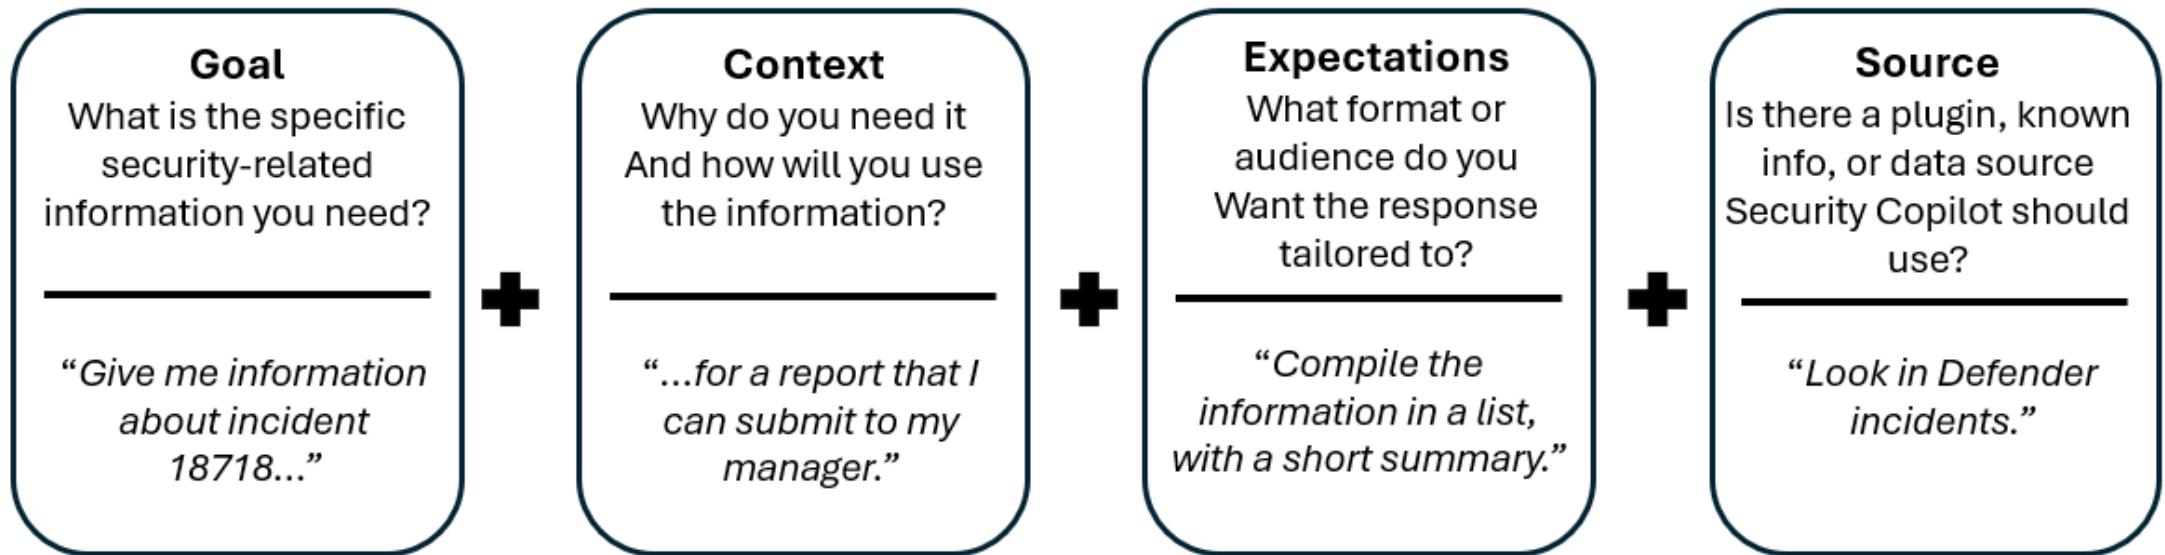 Goal
What is the specific
security-related
information you need?
“Give me information
about incident
18718...”
Context
Why do you need it
And how will you use
the information?
“...for a report that I
can submit to my
manager.”
Expectations
What format or
audience do you
Want the response
tailored to?
“Compile the
information in a list,
with a short summary.”
Source
Is there a plugin, known
info, or data source
Security Copilot should
use?
“Look in Defender
incidents.”